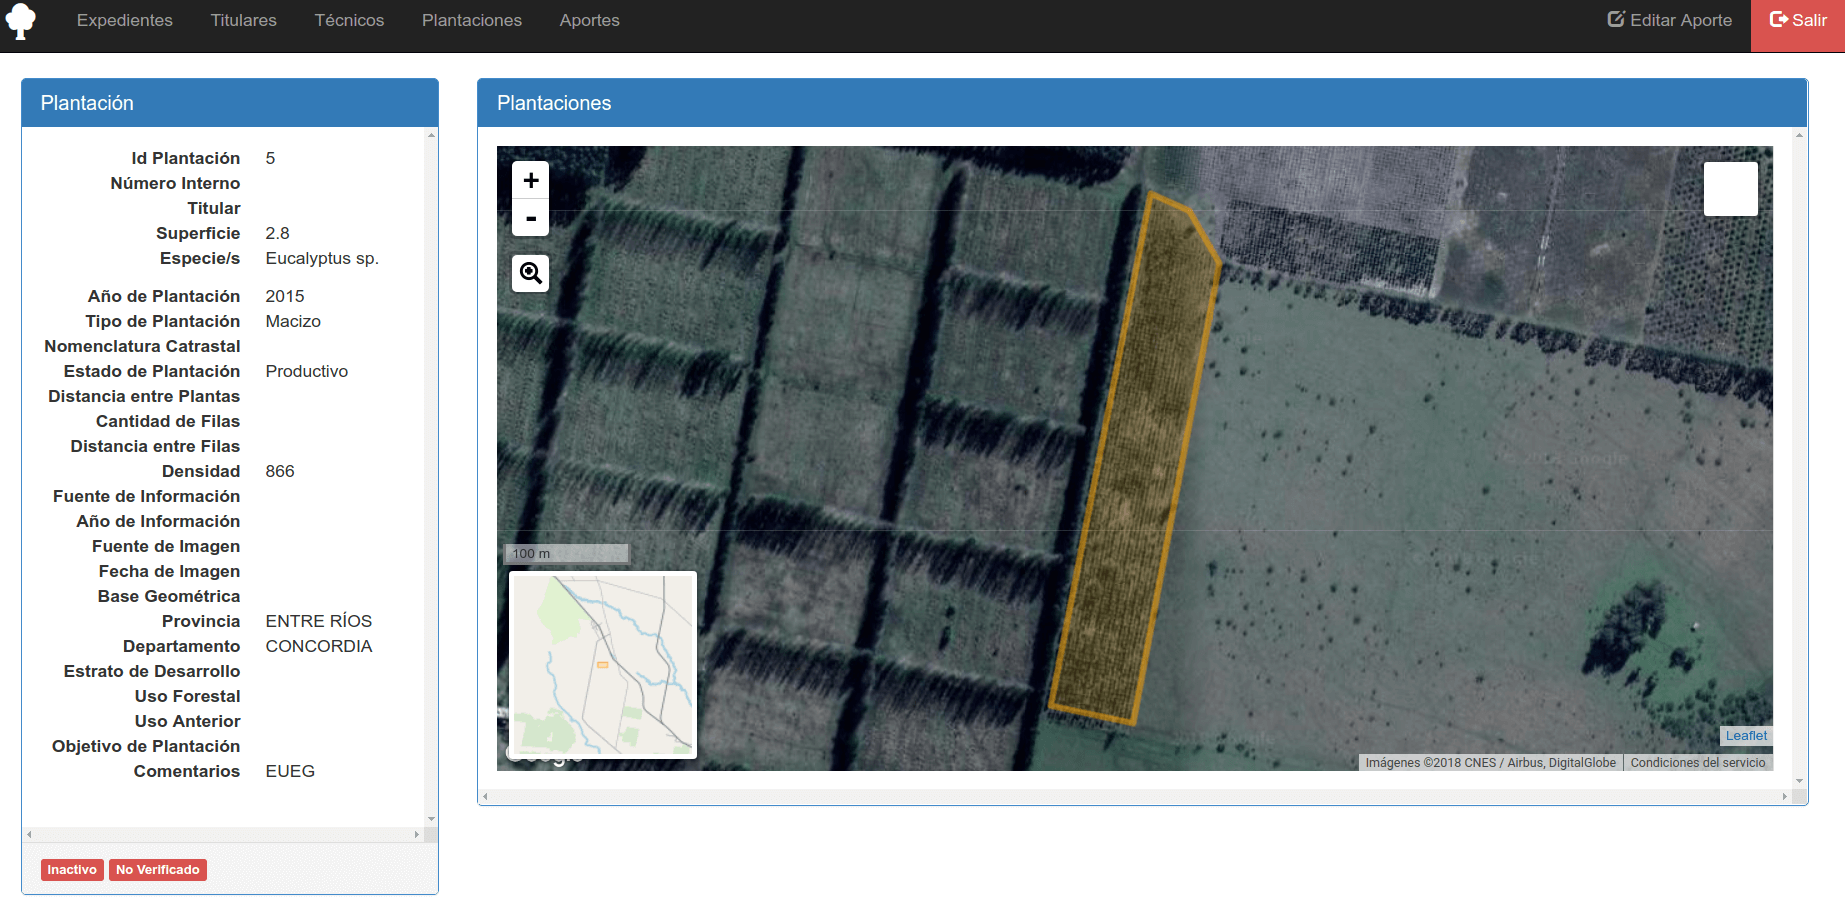 Expedientes Titulares Técnicos Plantaciones Aportes Editar Aporte Salir
Plantación
Id Plantación 5
Número Interno
Titular
Superficie 2.8
Especie/s Eucalyptus sp.
Año de Plantación 2015
Tipo de Plantación Macizo
Nomenclatura Catrastal
Estado de Plantación Productivo
Distancia entre Plantas
Cantidad de Filas
Distancia entre Filas
Densidad 866
Fuente de Información
Año de Información
Fuente de Imagen
Fecha de Imagen
Base Geométrica
Provincia ENTRE RÍOS
Departamento CONCORDIA
Estrato de Desarrollo
Uso Forestal
Uso Anterior
Objetivo de Plantación
Comentarios EUEG
Inactivo No Verificado
Plantaciones
+
-
100 m
Google
Leaflet
Imágenes ©2018 CNES / Airbus, DigitalGlobe Condiciones del servicio